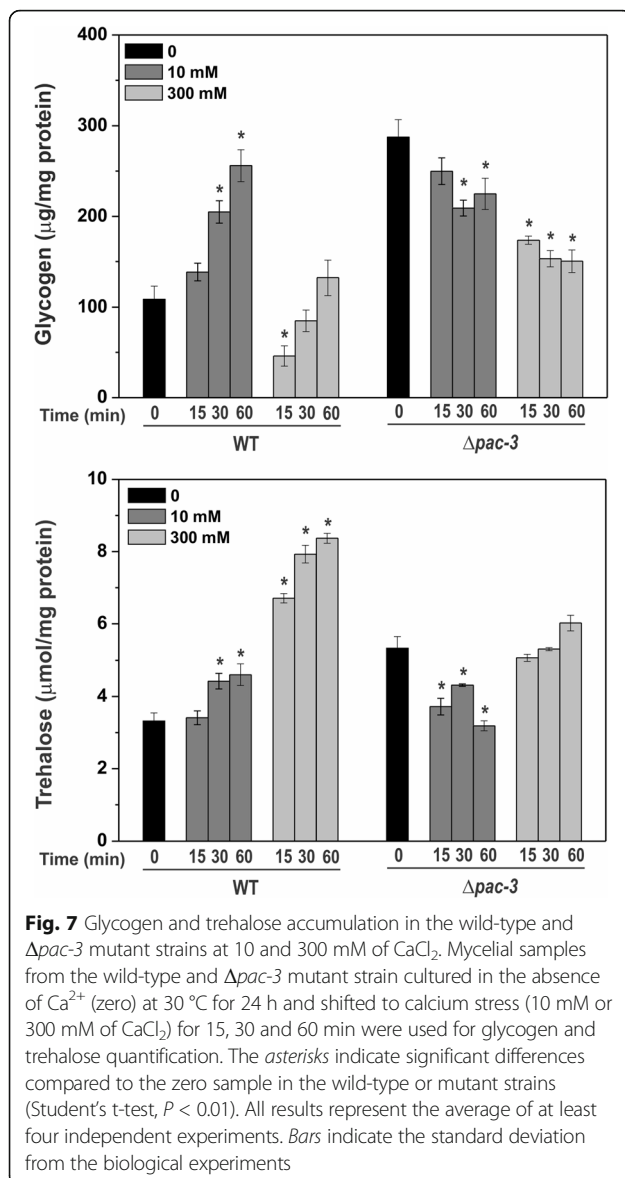 400
0
10 mM
300 mM
300
200
100
0
Glycogen (µg/mg protein)
*
*
*
*
*
*
*
*
Time (min)
0
15 30 60
15 30 60
0
15 30 60
15 30 60
WT
Δpac-3
10
0
10 mM
300 mM
8
6
4
2
0
Trehalose (µmol/mg protein)
*
*
*
*
*
*
*
*
Time (min)
0
15 30 60
15 30 60
0
15 30 60
15 30 60
WT
Δpac-3
Fig. 7 Glycogen and trehalose accumulation in the wild-type and
Δpac-3 mutant strains at 10 and 300 mM of CaCl₂. Mycelial samples
from the wild-type and Δpac-3 mutant strain cultured in the absence
of Ca²⁺ (zero) at 30 °C for 24 h and shifted to calcium stress (10 mM or
300 mM of CaCl₂) for 15, 30 and 60 min were used for glycogen and
trehalose quantification. The asterisks indicate significant differences
compared to the zero sample in the wild-type or mutant strains
(Student's t-test, P < 0.01). All results represent the average of at least
four independent experiments. Bars indicate the standard deviation
from the biological experiments